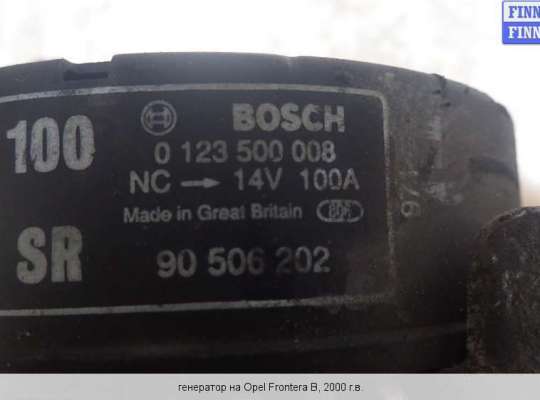 FINN
FINN
100
BOSCH
0 123 500 008
NC → 14V 100A
Made in Great Britain
SR
90 506 202
генератор на Opel Frontera B, 2000 г.в.